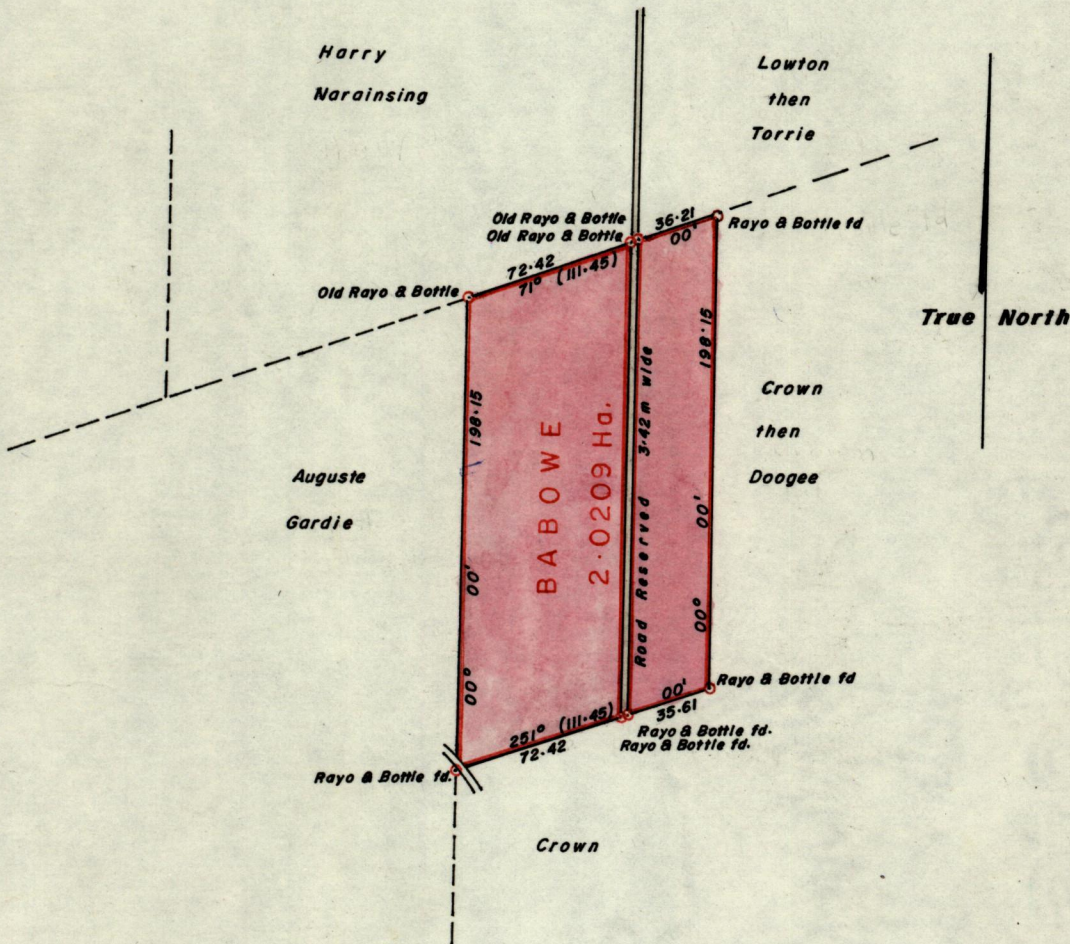 Harry
Narainsing
Lowton
then
Torrie
Old Rayo & Bottle
Old Rayo & Bottle
36·21
00'
Rayo & Bottle fd
Old Rayo & Bottle
72·42
71° (111·45)
True North
198·15
00'
00°
BABOWE
2·0209 Ha.
Road Reserved 3·42m wide
198·15
00'
00°
Crown
then
Doogee
Auguste
Gardie
Rayo & Bottle fd
00'
35·61
Rayo & Bottle fd.
Rayo & Bottle fd.
251° (111·45)
72·42
Rayo & Bottle fd.
Crown